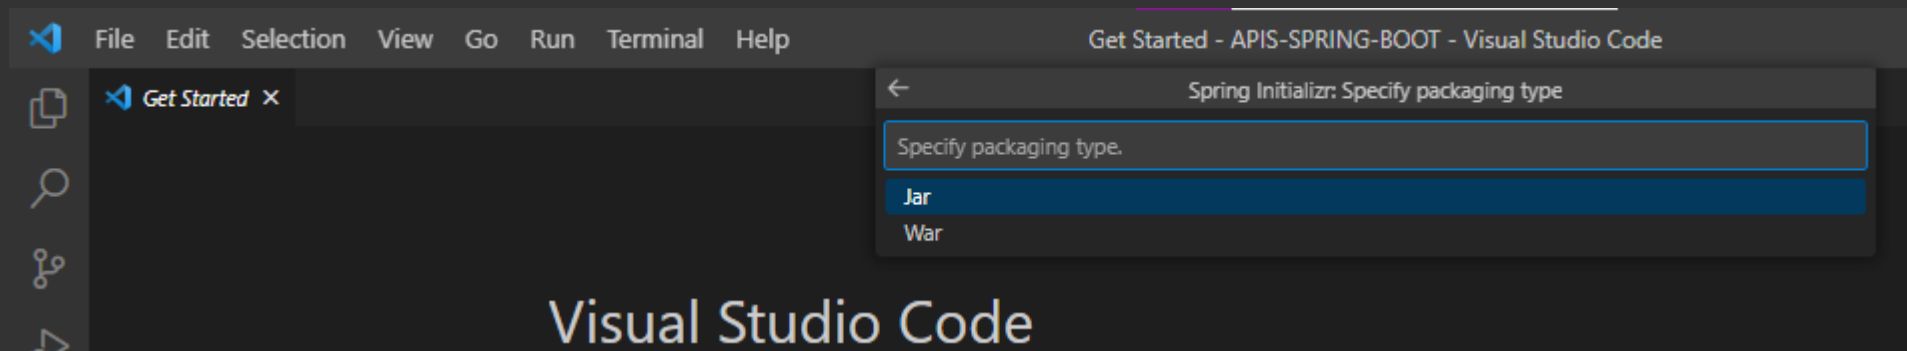 File Edit Selection View Go Run Terminal Help Get Started - APIS-SPRING-BOOT - Visual Studio Code
Get Started
Spring Initializr: Specify packaging type
Specify packaging type.
Jar
War
Visual Studio Code